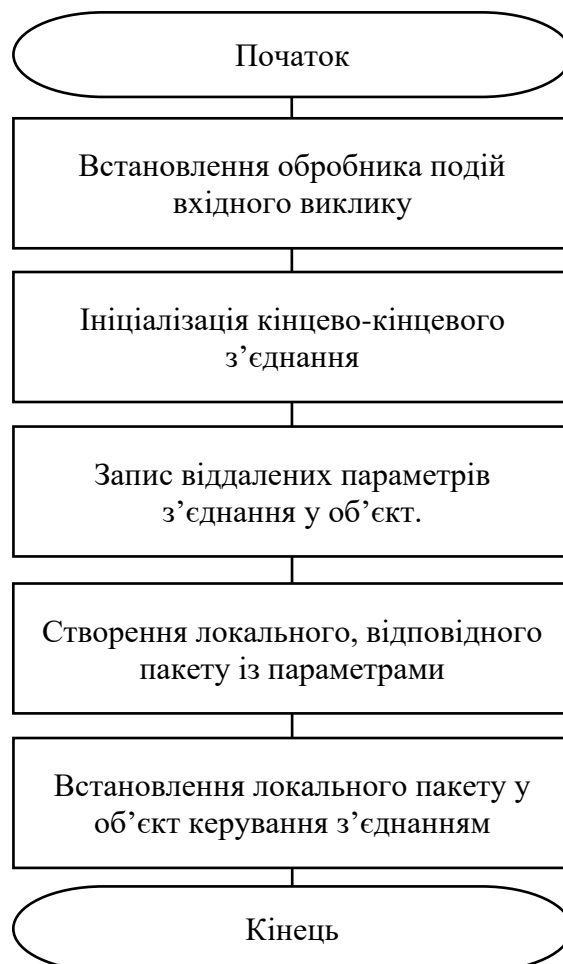 Початок
Встановлення обробника подій
вхідного виклику
Ініціалізація кінцево-кінцевого
з’єднання
Запис віддалених параметрів
з’єднання у об’єкт.
Створення локального, відповідного
пакету із параметрами
Встановлення локального пакету у
об’єкт керування з’єднанням
Кінець